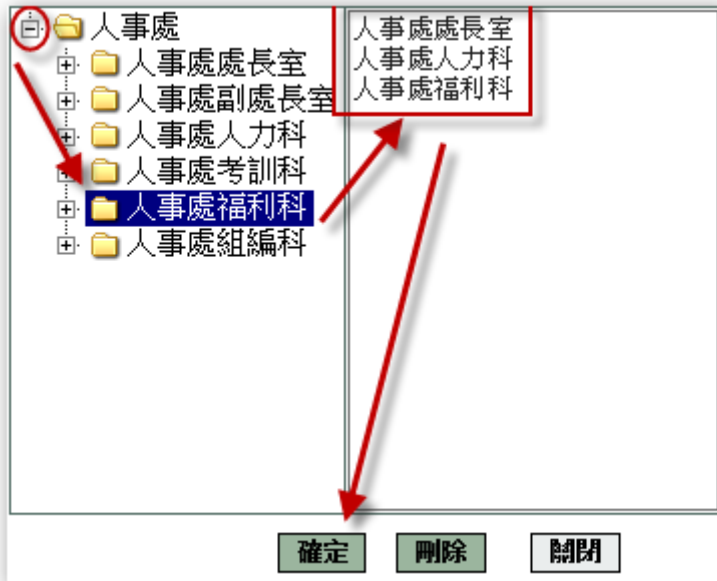 人事處
人事處處長室
人事處副處長室
人事處人力科
人事處考訓科
人事處福利科
人事處組編科
人事處處長室
人事處人力科
人事處福利科
確定
刪除
關閉